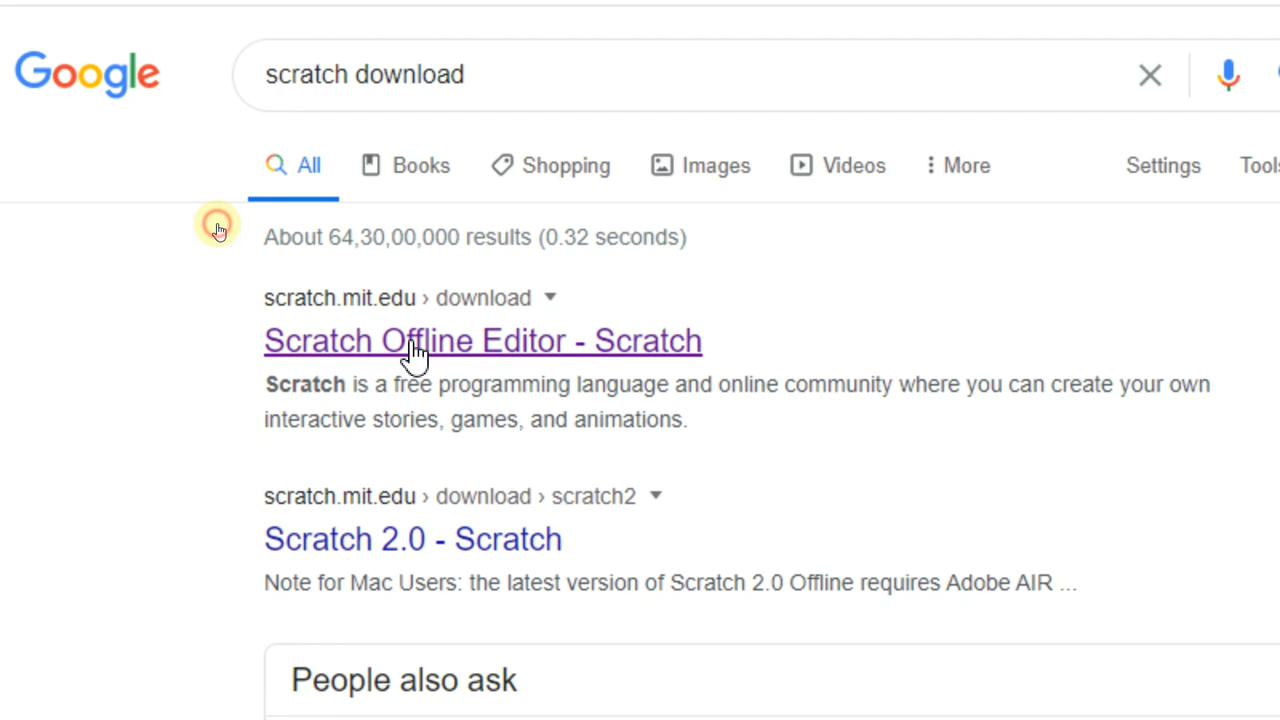 Google
scratch download
All Books Shopping Images Videos More Settings
About 64,30,00,000 results (0.32 seconds)
scratch.mit.edu › download
Scratch Offline Editor - Scratch
Scratch is a free programming language and online community where you can create your own
interactive stories, games, and animations.
scratch.mit.edu › download › scratch2
Scratch 2.0 - Scratch
Note for Mac Users: the latest version of Scratch 2.0 Offline requires Adobe AIR ...
People also ask